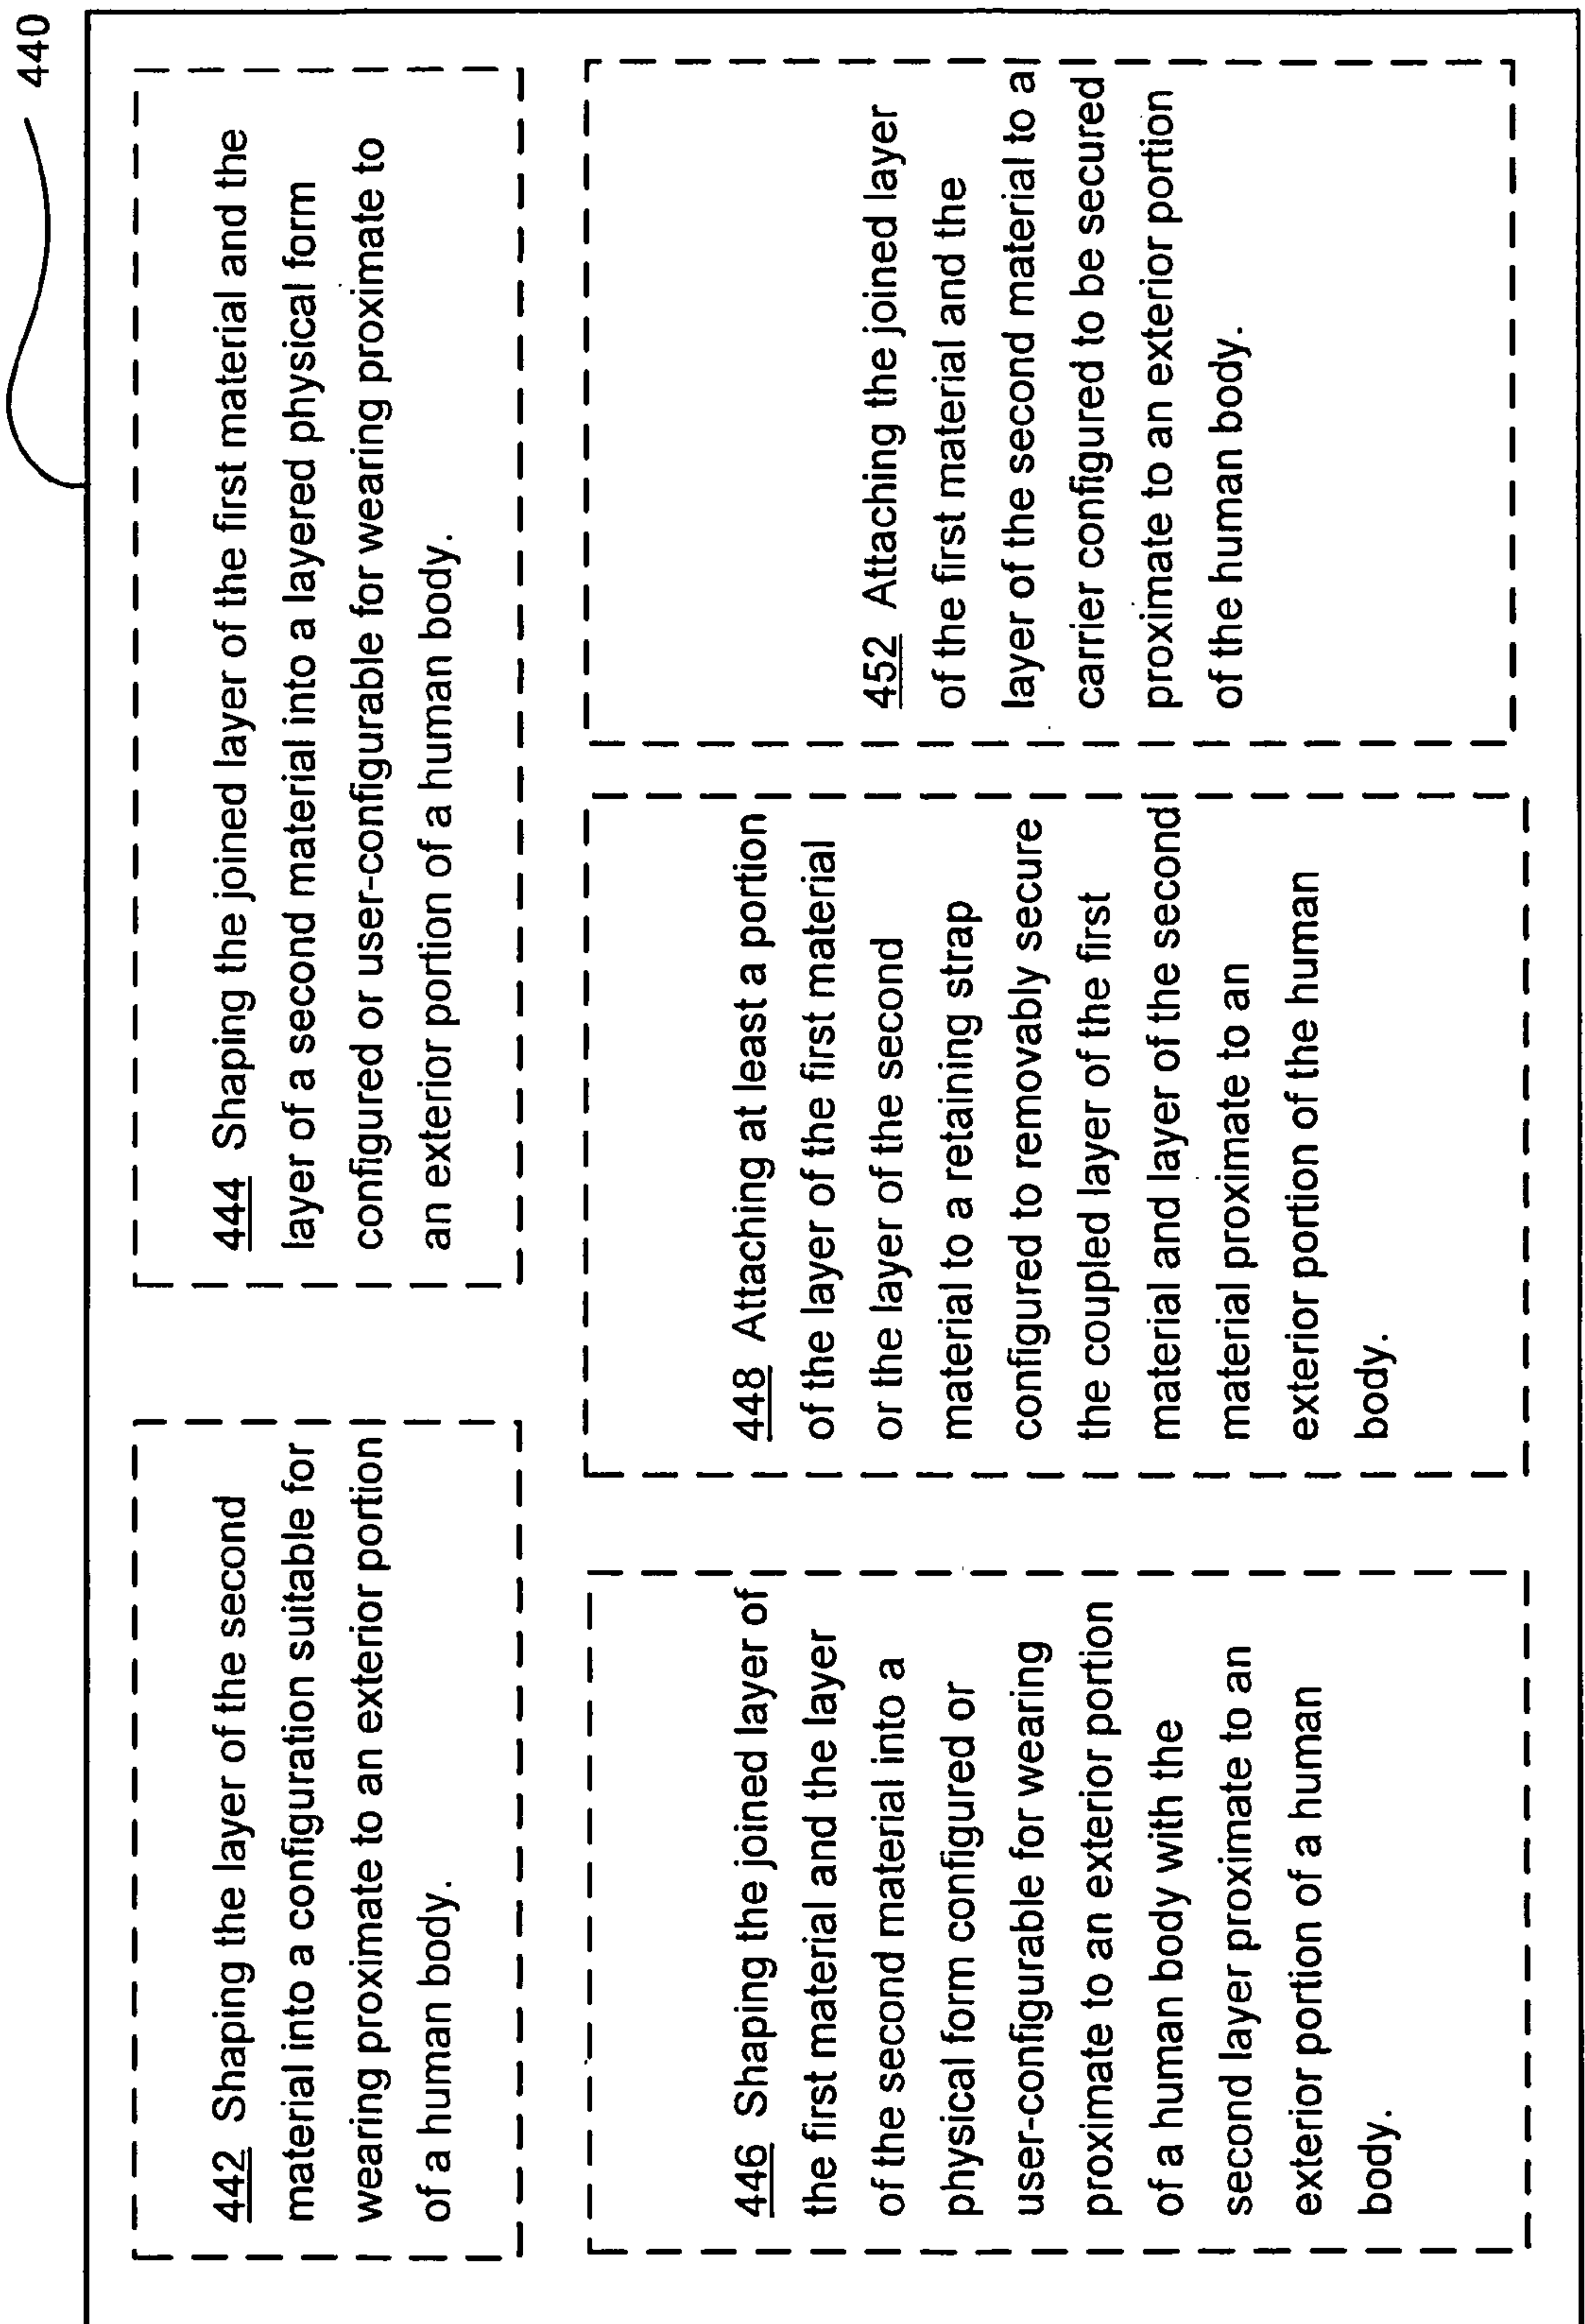 440
442 Shaping the layer of the second
material into a configuration suitable for
wearing proximate to an exterior portion
of a human body.
444 Shaping the joined layer of the first material and the
layer of a second material into a layered physical form
configured or user-configurable for wearing proximate to
an exterior portion of a human body.
446 Shaping the joined layer of
the first material and the layer
of the second material into a
physical form configured or
user-configurable for wearing
proximate to an exterior portion
of a human body with the
second layer proximate to an
exterior portion of a human
body.
448 Attaching at least a portion
of the layer of the first material
or the layer of the second
material to a retaining strap
configured to removably secure
the coupled layer of the first
material and layer of the second
material proximate to an
exterior portion of the human
body.
452 Attaching the joined layer
of the first material and the
layer of the second material to a
carrier configured to be secured
proximate to an exterior portion
of the human body.